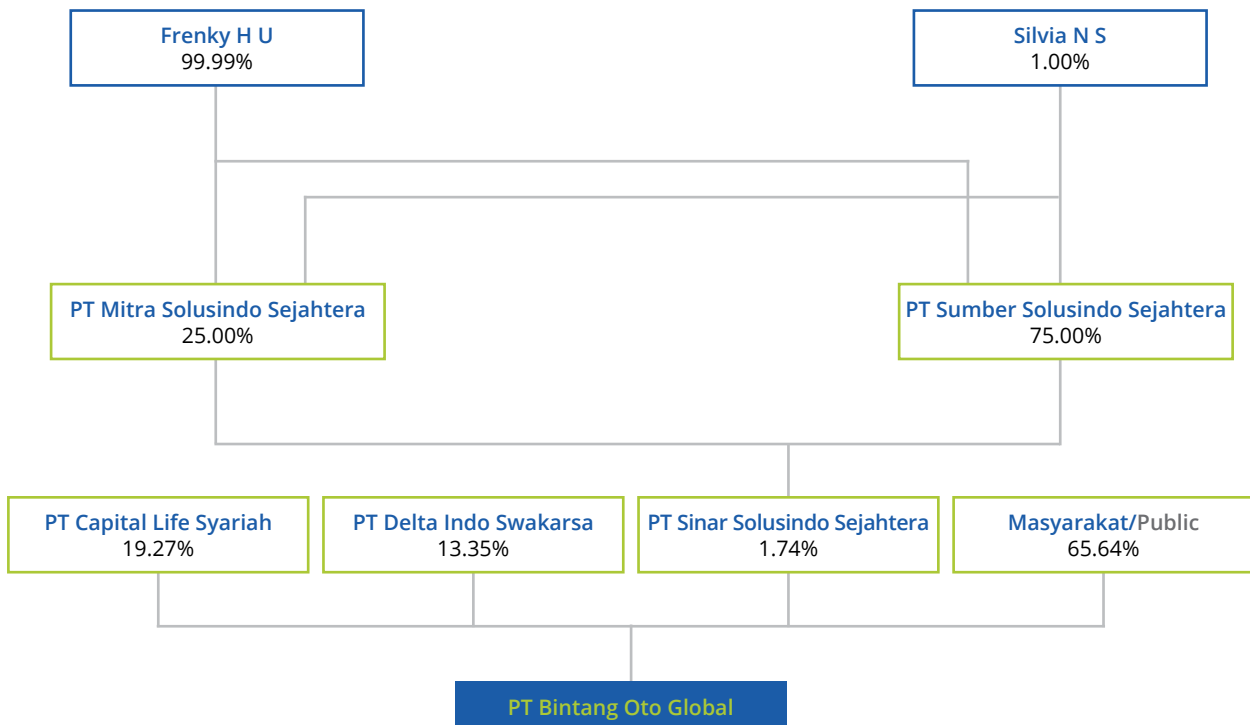 Frenky H U
99.99%
Silvia N S
1.00%
PT Mitra Solusindo Sejahtera
25.00%
PT Sumber Solusindo Sejahtera
75.00%
PT Capital Life Syariah
19.27%
PT Delta Indo Swakarsa
13.35%
PT Sinar Solusindo Sejahtera
1.74%
Masyarakat/Public
65.64%
PT Bintang Oto Global